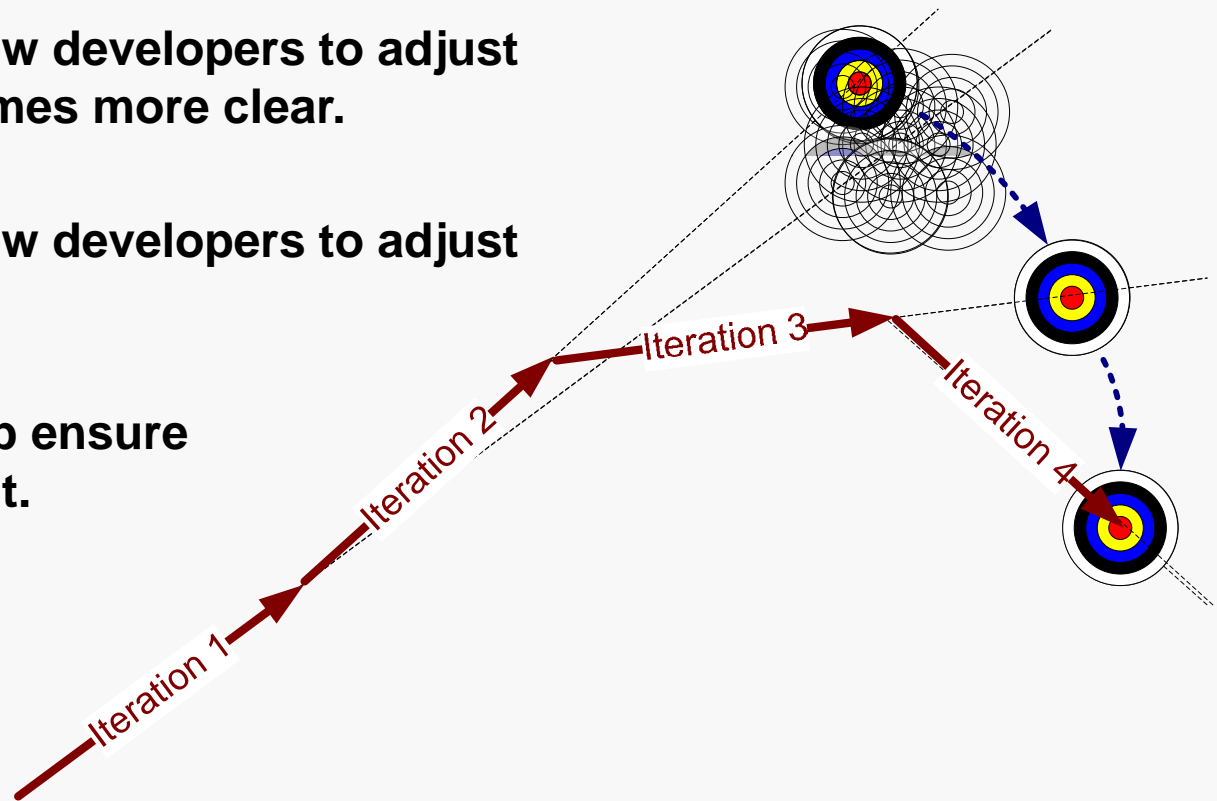 w developers to adjust
mes more clear.
w developers to adjust
ensure
t.
Iteration 1
Iteration 2
Iteration 3
Iteration 4